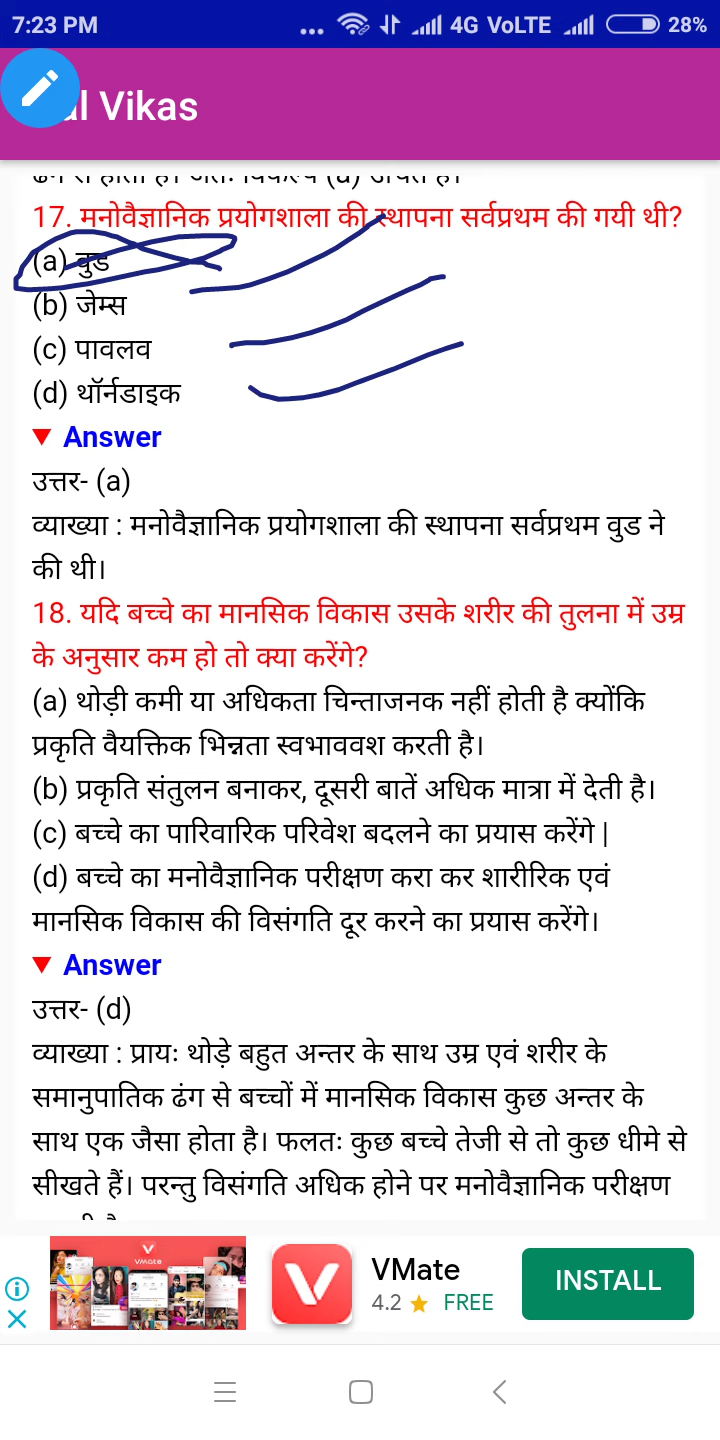 7:23 PM ... 4G VoLTE 28%
al Vikas
17. मनोवैज्ञानिक प्रयोगशाला की स्थापना सर्वप्रथम की गयी थी?
(a) वुड
(b) जेम्स
(c) पावलव
(d) थॉर्नडाइक
▼ Answer
उत्तर- (a)
व्याख्या : मनोवैज्ञानिक प्रयोगशाला की स्थापना सर्वप्रथम वुड ने
की थी।
18. यदि बच्चे का मानसिक विकास उसके शरीर की तुलना में उम्र
के अनुसार कम हो तो क्या करेंगे?
(a) थोड़ी कमी या अधिकता चिन्ताजनक नहीं होती है क्योंकि
प्रकृति वैयक्तिक भिन्नता स्वभाववश करती है।
(b) प्रकृति संतुलन बनाकर, दूसरी बातें अधिक मात्रा में देती है।
(c) बच्चे का पारिवारिक परिवेश बदलने का प्रयास करेंगे |
(d) बच्चे का मनोवैज्ञानिक परीक्षण करा कर शारीरिक एवं
मानसिक विकास की विसंगति दूर करने का प्रयास करेंगे।
▼ Answer
उत्तर- (d)
व्याख्या : प्रायः थोड़े बहुत अन्तर के साथ उम्र एवं शरीर के
समानुपातिक ढंग से बच्चों में मानसिक विकास कुछ अन्तर के
साथ एक जैसा होता है। फलतः कुछ बच्चे तेजी से तो कुछ धीमे से
सीखते हैं। परन्तु विसंगति अधिक होने पर मनोवैज्ञानिक परीक्षण
VMate
VMate
4.2 ★ FREE
INSTALL